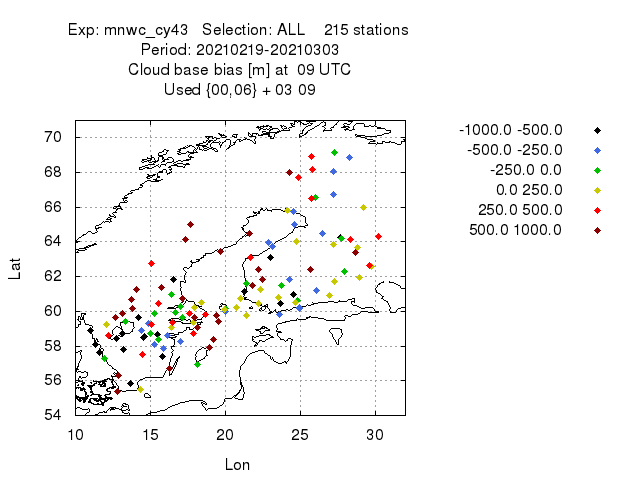 Exp: mnwc_cy43   Selection: ALL    215 stations
Period: 20210219-20210303
Cloud base bias [m] at  09 UTC
Used {00,06} + 03 09
-1000.0 -500.0
-500.0 -250.0
-250.0 0.0
0.0 250.0
250.0 500.0
500.0 1000.0
Lat
70
68
66
64
62
60
58
56
54
10 15 20 25 30
Lon